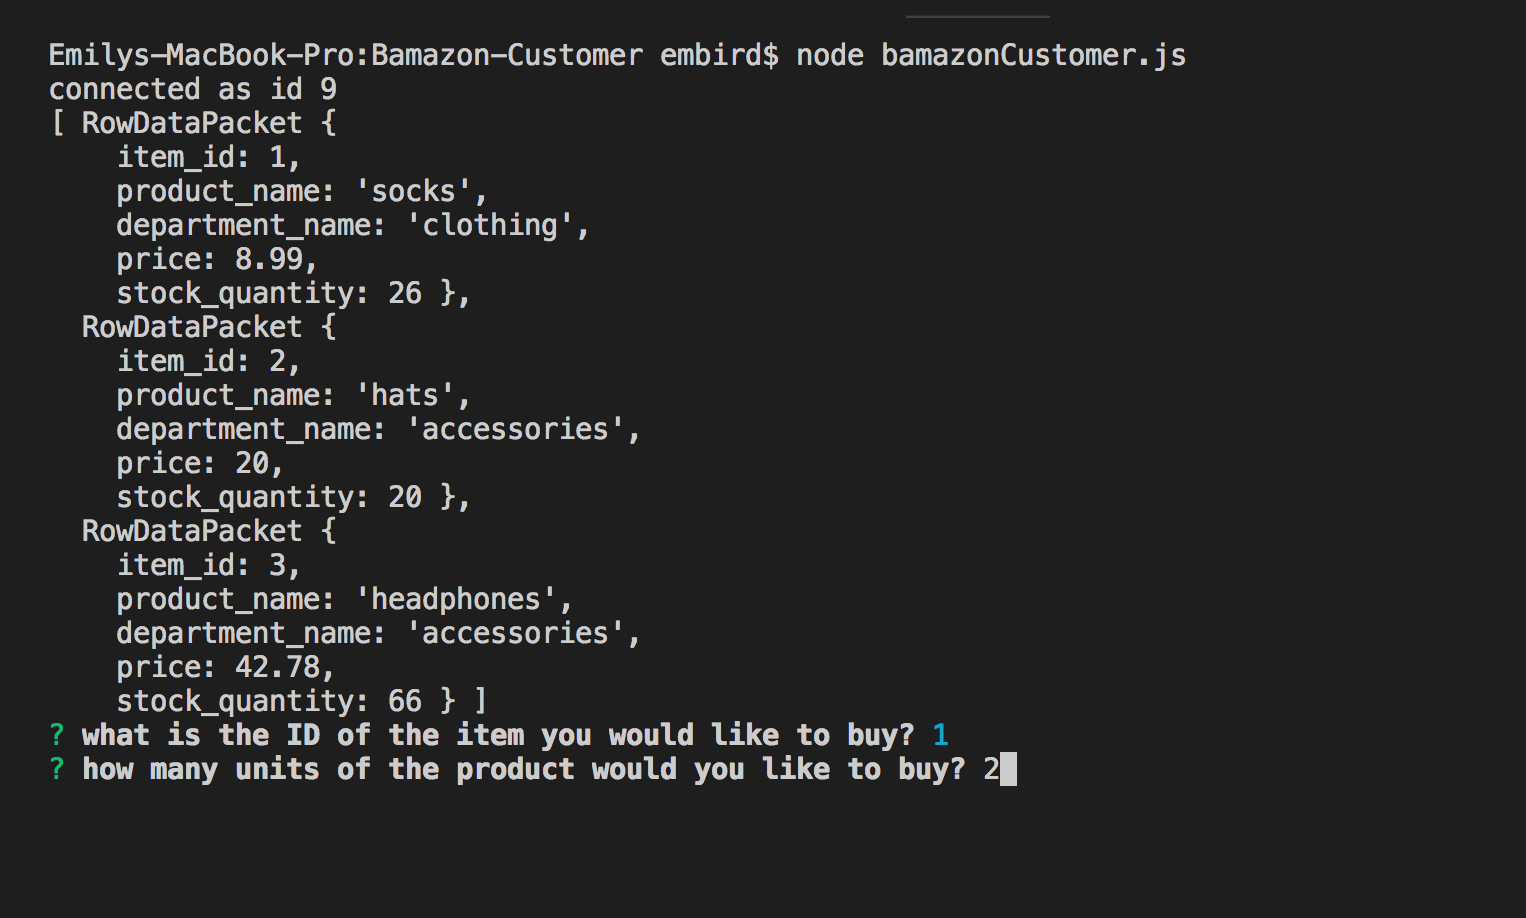 Emilys-MacBook-Pro:Bamazon-Customer embird$ node bamazonCustomer.js
connected as id 9
[ RowDataPacket {
    item_id: 1,
    product_name: 'socks',
    department_name: 'clothing',
    price: 8.99,
    stock_quantity: 26 },
  RowDataPacket {
    item_id: 2,
    product_name: 'hats',
    department_name: 'accessories',
    price: 20,
    stock_quantity: 20 },
  RowDataPacket {
    item_id: 3,
    product_name: 'headphones',
    department_name: 'accessories',
    price: 42.78,
    stock_quantity: 66 } ]
? what is the ID of the item you would like to buy? 1
? how many units of the product would you like to buy? 2